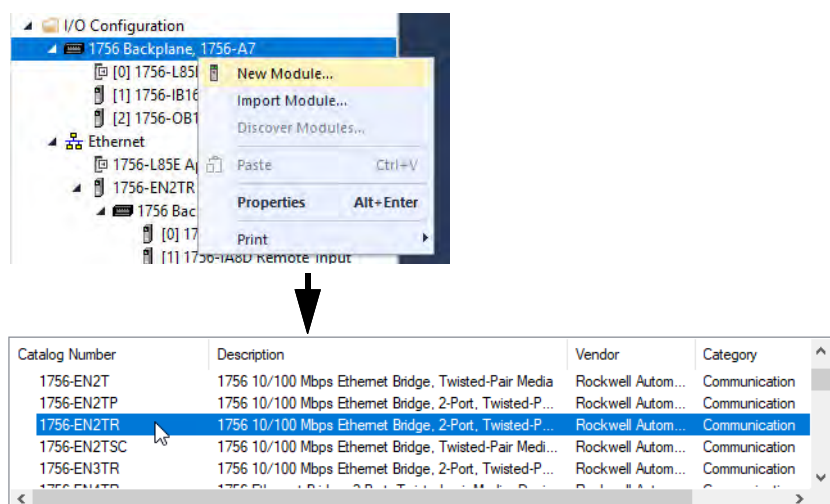 I/O Configuration
1756 Backplane, 1756-A7
[0] 1756-L85
New Module...
[1] 1756-IB16
Import Module...
[2] 1756-OB1
Discover Modules...
Ethernet
1756-L85E A
Paste Ctrl+V
1756-EN2TR
Properties Alt+Enter
1756 Bac
[0] 17
Print
[1] 1756-IA8D Remote Input
Catalog Number Description Vendor Category
1756-EN2T 1756 10/100 Mbps Ethernet Bridge, Twisted-Pair Media Rockwell Autom... Communication
1756-EN2TP 1756 10/100 Mbps Ethernet Bridge, 2-Port, Twisted-P... Rockwell Autom... Communication
1756-EN2TR 1756 10/100 Mbps Ethernet Bridge, 2-Port, Twisted-P... Rockwell Autom... Communication
1756-EN2TSC 1756 10/100 Mbps Ethernet Bridge, Twisted-Pair Medi... Rockwell Autom... Communication
1756-EN3TR 1756 10/100 Mbps Ethernet Bridge, 2-Port, Twisted-P... Rockwell Autom... Communication